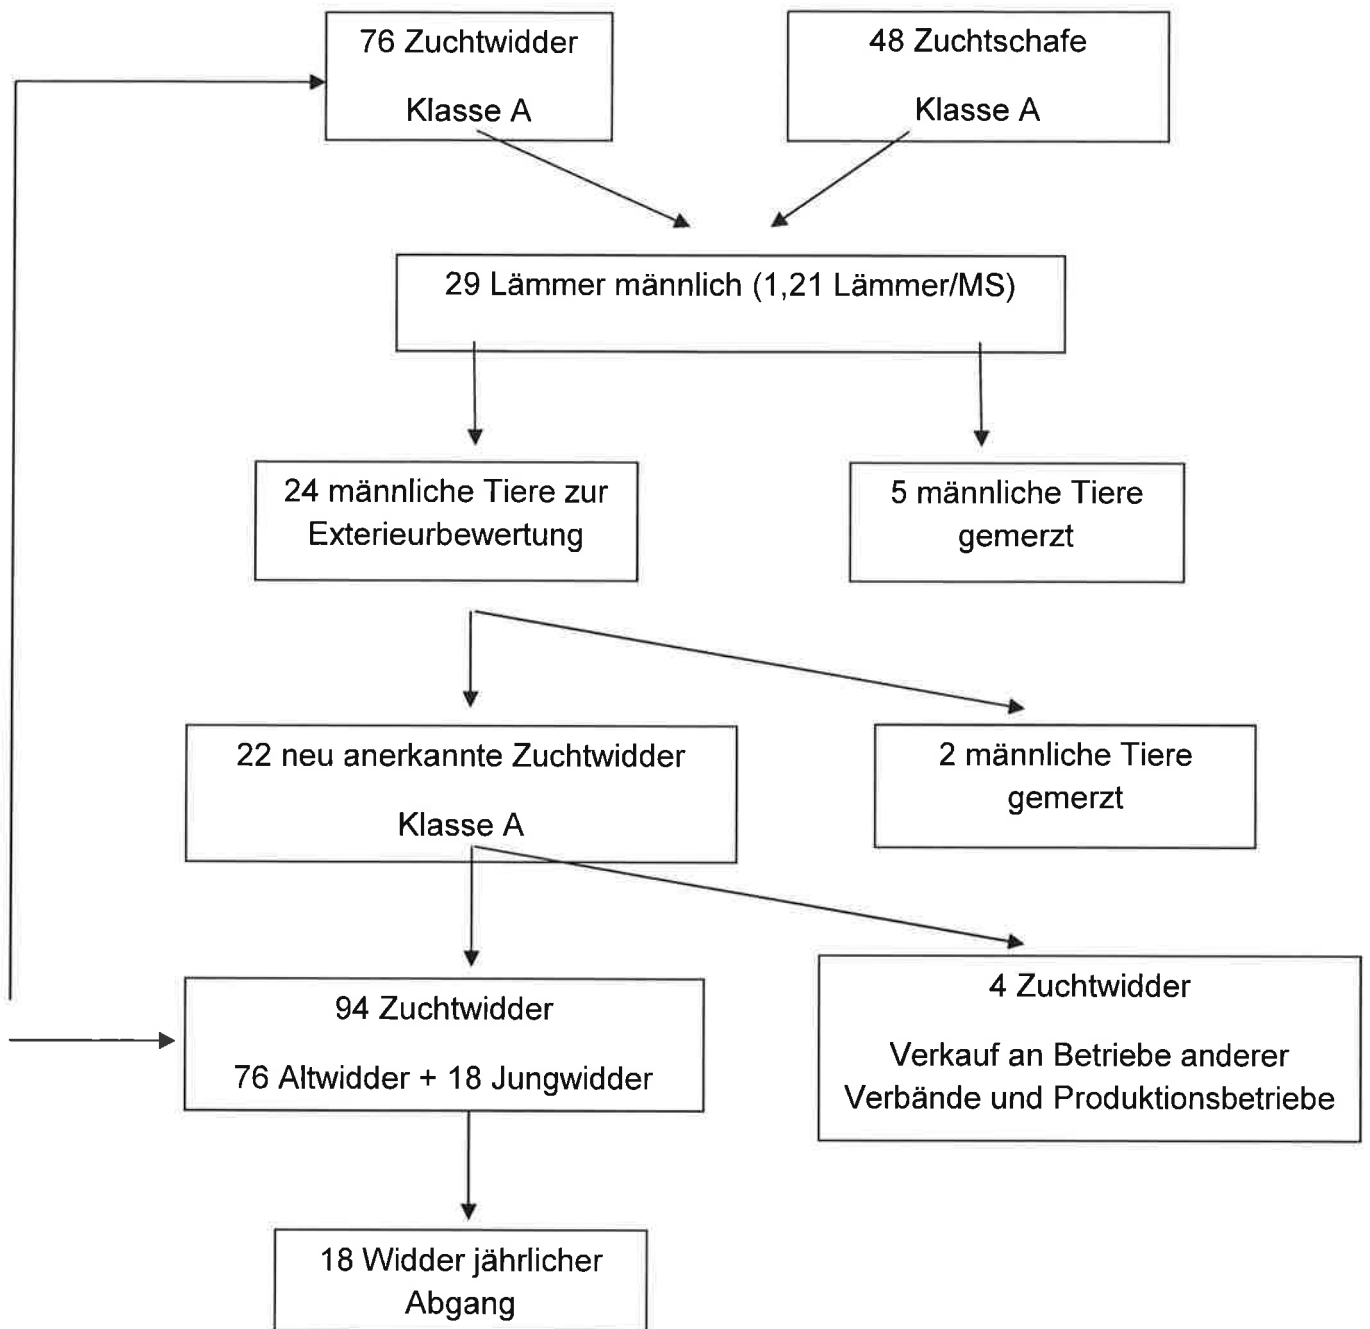 76 Zuchtwidder
Klasse A
48 Zuchtschafe
Klasse A
29 Lämmer männlich (1,21 Lämmer/MS)
24 männliche Tiere zur
Exterieurbewertung
5 männliche Tiere
gemerzt
22 neu anerkannte Zuchtwidder
Klasse A
2 männliche Tiere
gemerzt
94 Zuchtwidder
76 Altwidder + 18 Jungwidder
4 Zuchtwidder
Verkauf an Betriebe anderer
Verbände und Produktionsbetriebe
18 Widder jährlicher
Abgang